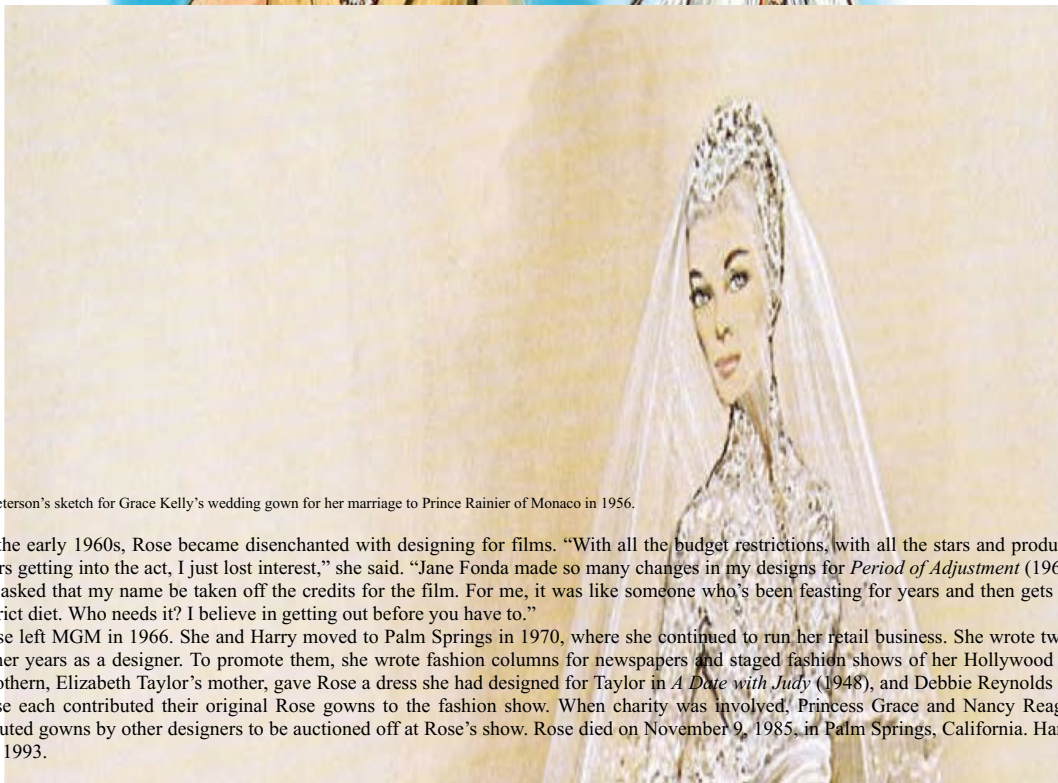 eterson’s sketch for Grace Kelly’s wedding gown for her marriage to Prince Rainier of Monaco in 1956.
the early 1960s, Rose became disenchanted with designing for films. “With all the budget restrictions, with all the stars and produ
rs getting into the act, I just lost interest,” she said. “Jane Fonda made so many changes in my designs for Period of Adjustment (196
asked that my name be taken off the credits for the film. For me, it was like someone who’s been feasting for years and then gets
rict diet. Who needs it? I believe in getting out before you have to.”
se left MGM in 1966. She and Harry moved to Palm Springs in 1970, where she continued to run her retail business. She wrote tw
her years as a designer. To promote them, she wrote fashion columns for newspapers and staged fashion shows of her Hollywood
othern, Elizabeth Taylor’s mother, gave Rose a dress she had designed for Taylor in A Date with Judy (1948), and Debbie Reynolds
se each contributed their original Rose gowns to the fashion show. When charity was involved, Princess Grace and Nancy Reag
uted gowns by other designers to be auctioned off at Rose’s show. Rose died on November 9, 1985, in Palm Springs, California. Ha
1993.